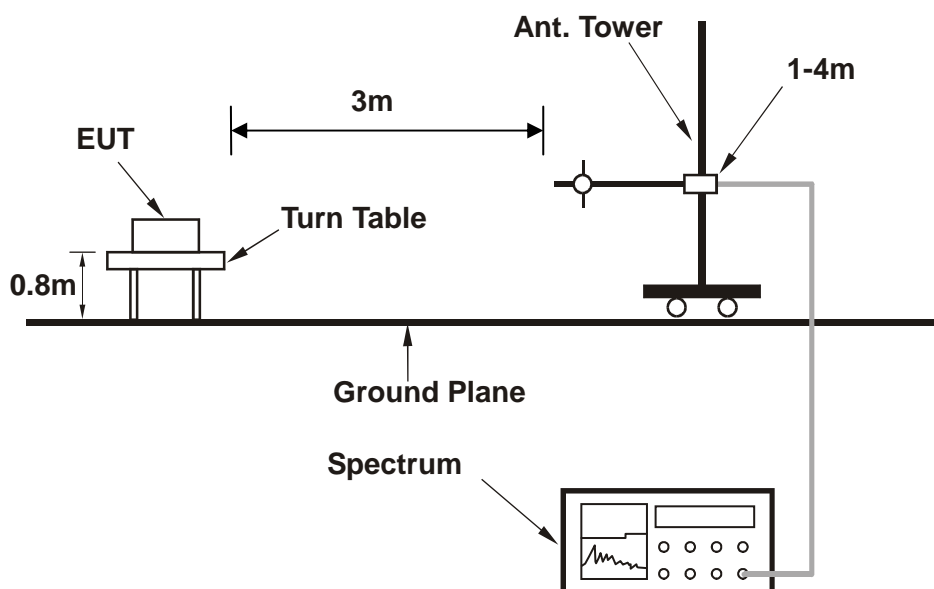 Ant. Tower
1-4m
3m
EUT
Turn Table
0.8m
Ground Plane
Spectrum